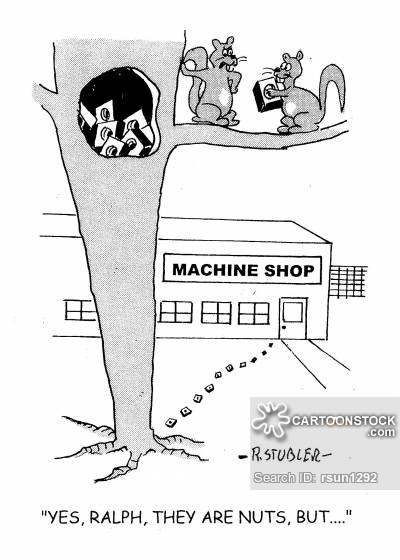 MACHINE SHOP
© CARTOONSTOCK
.com
-R.STUBLER-
Search ID: rsun1292
"YES, RALPH, THEY ARE NUTS, BUT...."